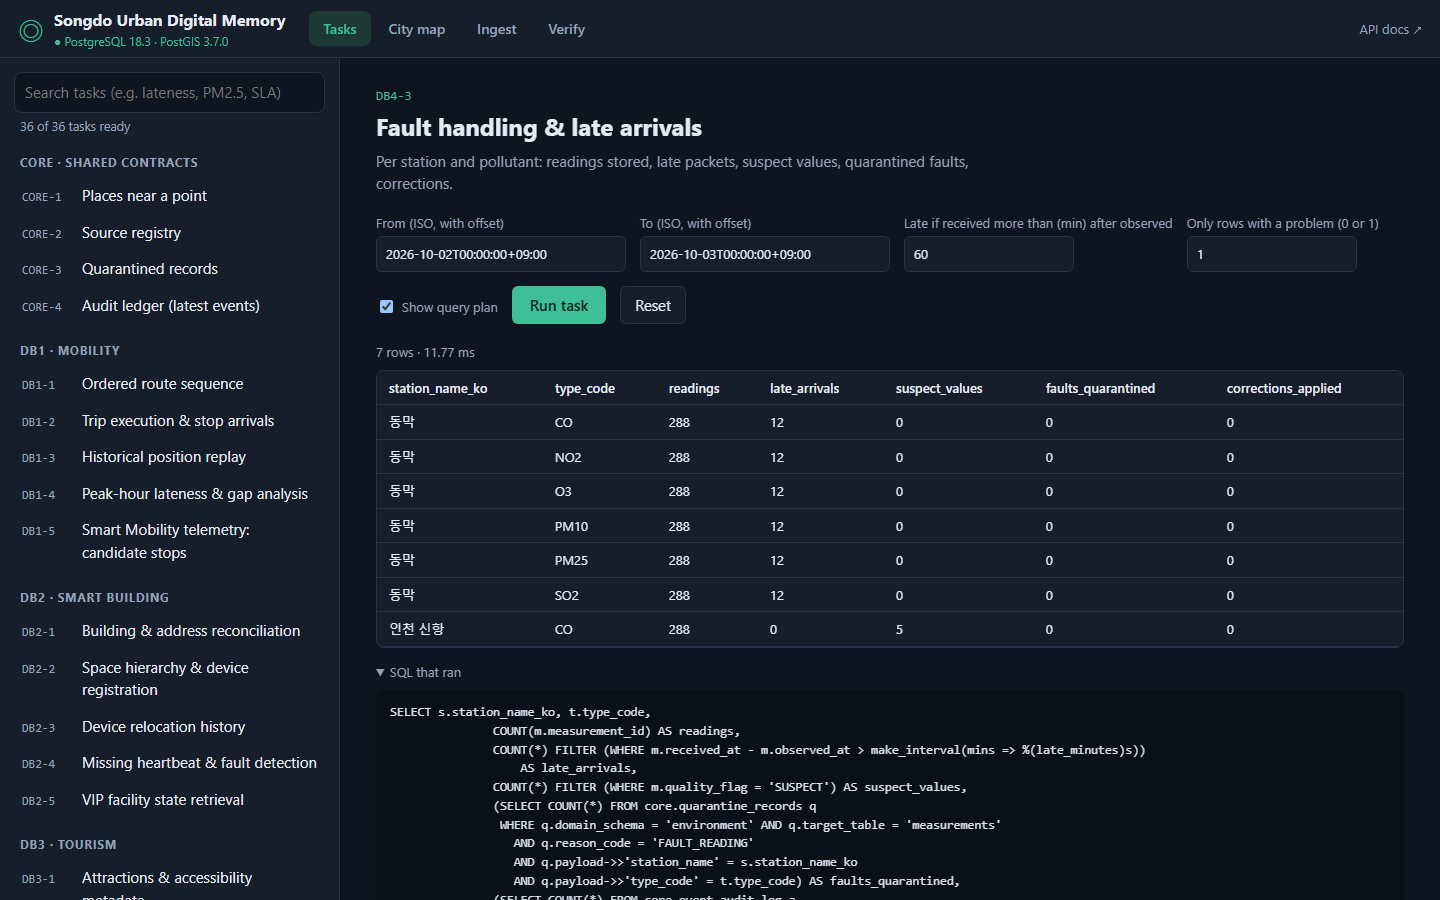 Songdo Urban Digital Memory
● PostgreSQL 18.3 · PostGIS 3.7.0
Tasks
City map
Ingest
Verify
API docs ↗
Search tasks (e.g. lateness, PM2.5, SLA)
36 of 36 tasks ready
CORE · SHARED CONTRACTS
CORE-1 Places near a point
CORE-2 Source registry
CORE-3 Quarantined records
CORE-4 Audit ledger (latest events)
DB1 · MOBILITY
DB1-1 Ordered route sequence
DB1-2 Trip execution & stop arrivals
DB1-3 Historical position replay
DB1-4 Peak-hour lateness & gap analysis
DB1-5 Smart Mobility telemetry:
candidate stops
DB2 · SMART BUILDING
DB2-1 Building & address reconciliation
DB2-2 Space hierarchy & device
registration
DB2-3 Device relocation history
DB2-4 Missing heartbeat & fault detection
DB2-5 VIP facility state retrieval
DB3 · TOURISM
DB3-1 Attractions & accessibility
metadata
DB4-3
Fault handling & late arrivals
Per station and pollutant: readings stored, late packets, suspect values, quarantined faults,
corrections.
From (ISO, with offset)
2026-10-02T00:00:00+09:00
To (ISO, with offset)
2026-10-03T00:00:00+09:00
Late if received more than (min) after observed
60
Only rows with a problem (0 or 1)
1
Show query plan
Run task
Reset
7 rows · 11.77 ms
station_name_ko type_code readings late_arrivals suspect_values faults_quarantined corrections_applied
동막 CO 288 12 0 0 0
동막 NO2 288 12 0 0 0
동막 O3 288 12 0 0 0
동막 PM10 288 12 0 0 0
동막 PM25 288 12 0 0 0
동막 SO2 288 12 0 0 0
인천 신항 CO 288 0 5 0 0
▼ SQL that ran
SELECT s.station_name_ko, t.type_code,
COUNT(m.measurement_id) AS readings,
COUNT(*) FILTER (WHERE m.received_at - m.observed_at > make_interval(mins => %(late_minutes)s))
AS late_arrivals,
COUNT(*) FILTER (WHERE m.quality_flag = 'SUSPECT') AS suspect_values,
(SELECT COUNT(*) FROM core.quarantine_records q
WHERE q.domain_schema = 'environment' AND q.target_table = 'measurements'
AND q.reason_code = 'FAULT_READING'
AND q.payload->>'station_name' = s.station_name_ko
AND q.payload->>'type_code' = t.type_code) AS faults_quarantined,
(SELECT COUNT(*) FROM core.event_audit_log a